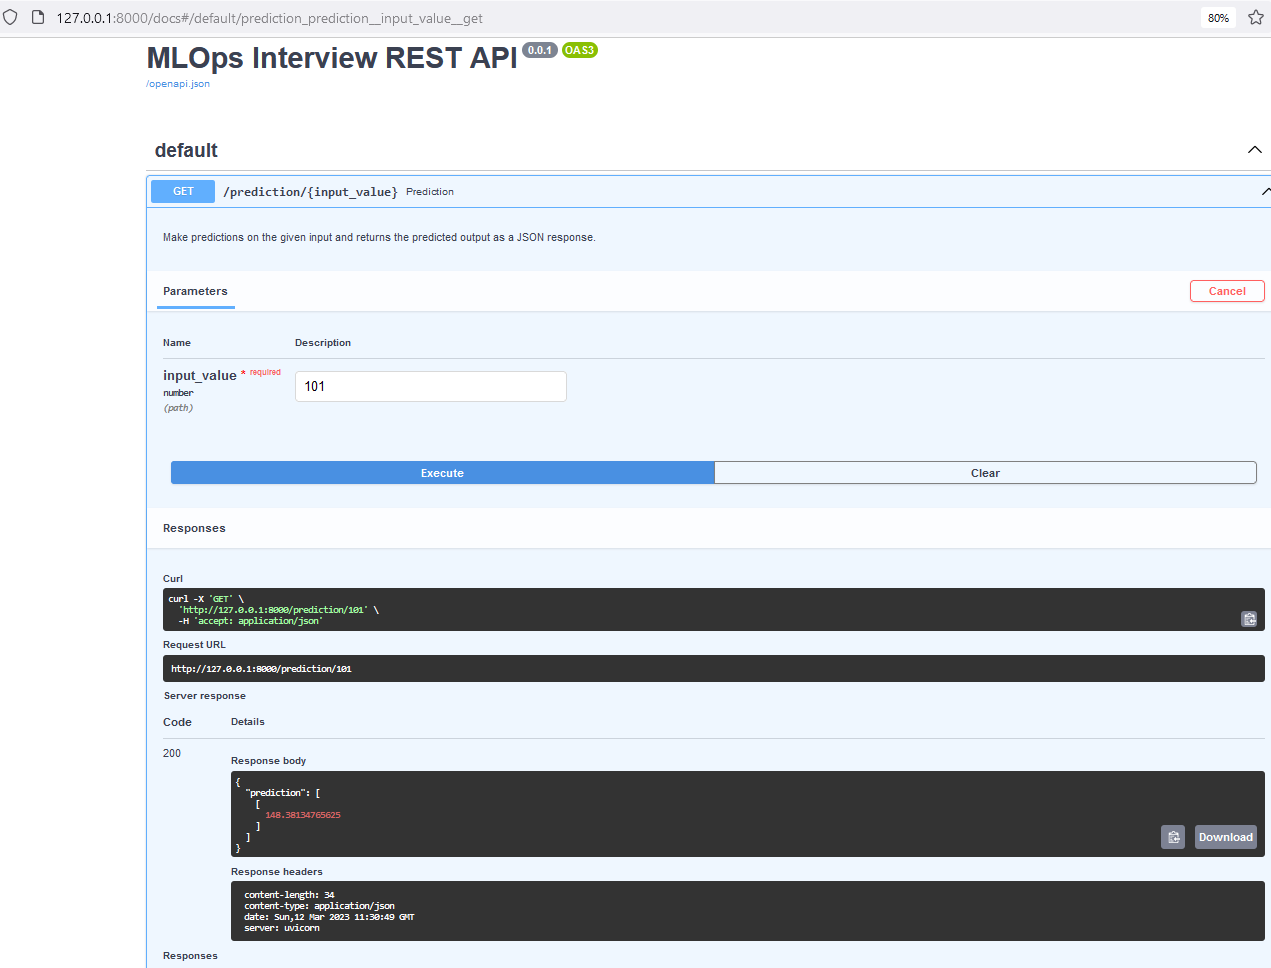 127.0.0.1:8000/docs#/default/prediction_prediction__input_value__get 80%
MLOps Interview REST API 0.0.1 OAS3
/openapi.json
default
GET /prediction/{input_value} Prediction
Make predictions on the given input and returns the predicted output as a JSON response.
Parameters Cancel
Name Description
input_value * required
number
(path)
101
Execute Clear
Responses
Curl
curl -X 'GET' \
'http://127.0.0.1:8000/prediction/101' \
-H 'accept: application/json'
Request URL
http://127.0.0.1:8000/prediction/101
Server response
Code Details
200
Response body
{
"prediction": [
[
148.38134765625
]
]
}
Download
Response headers
content-length: 34
content-type: application/json
date: Sun,12 Mar 2023 11:30:49 GMT
server: uvicorn
Responses